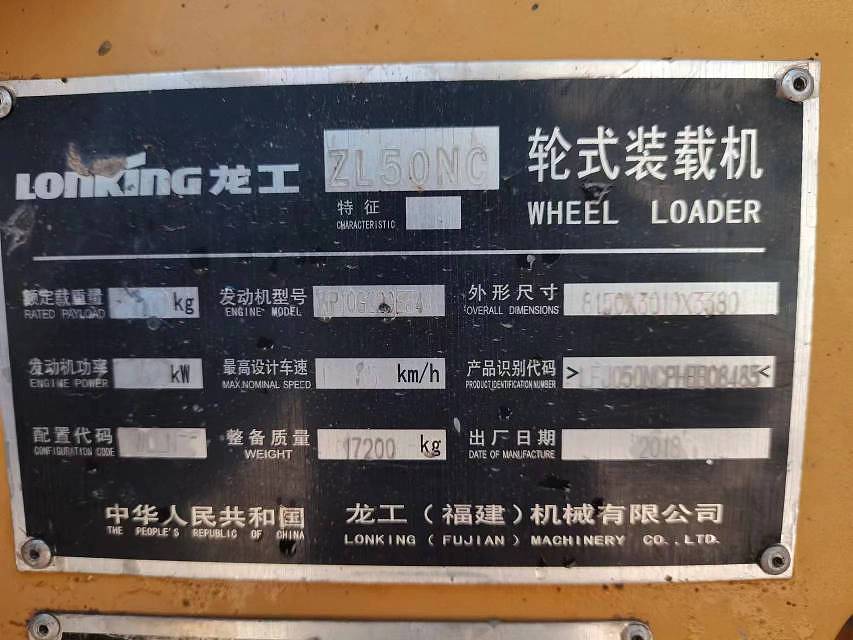 LONKING 龙工 ZL50NC 轮式装载机
特征
CHARACTERISTIC
WHEEL LOADER
额定载重量 kg 发动机型号 外形尺寸 8150X3010X3380
RATED PAYLOAD ENGINE MODEL OVERALL DIMENSIONS
发动机功率 kW 最高设计车速 km/h 产品识别代码 > <
ENGINE POWER MAX.NOMINAL SPEED PRODUCT IDENTIFICATION NUMBER
配置代码 整备质量 17200 kg 出厂日期 2018
CONFIGURATION CODE WEIGHT DATE OF MANUFACTURE
中华人民共和国 龙工(福建)机械有限公司
THE PEOPLE'S REPUBLIC OF CHINA LONKING (FUJIAN) MACHINERY CO.,LTD.